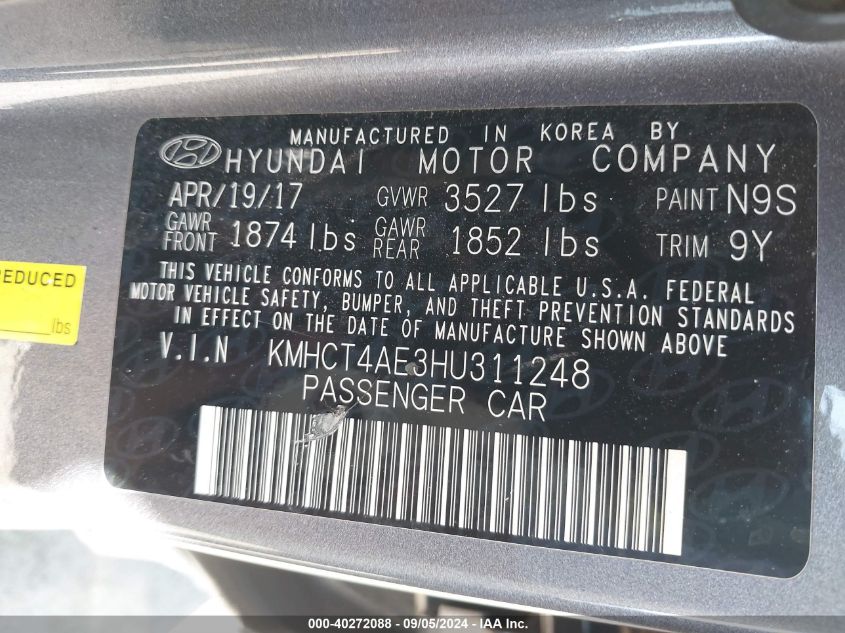 MANUFACTURED IN KOREA BY
HYUNDAI MOTOR COMPANY
APR/19/17 GVWR 3527 lbs PAINT N9S
GAWR FRONT 1874 lbs GAWR REAR 1852 lbs TRIM 9Y
THIS VEHICLE CONFORMS TO ALL APPLICABLE U.S.A. FEDERAL
MOTOR VEHICLE SAFETY, BUMPER, AND THEFT PREVENTION STANDARDS
IN EFFECT ON THE DATE OF MANUFACTURE SHOWN ABOVE
V.I.N KMHCT4AE3HU311248
PASSENGER CAR
REDUCED
lbs
000-40272088 - 09/05/2024 - IAA Inc.